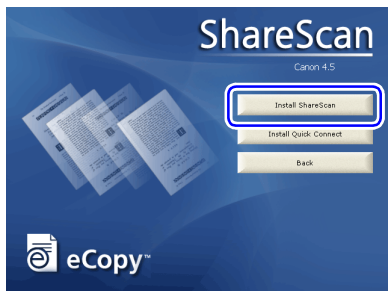 ShareScan
Canon 4.5
Install ShareScan
Install Quick Connect
Back
eCopy™